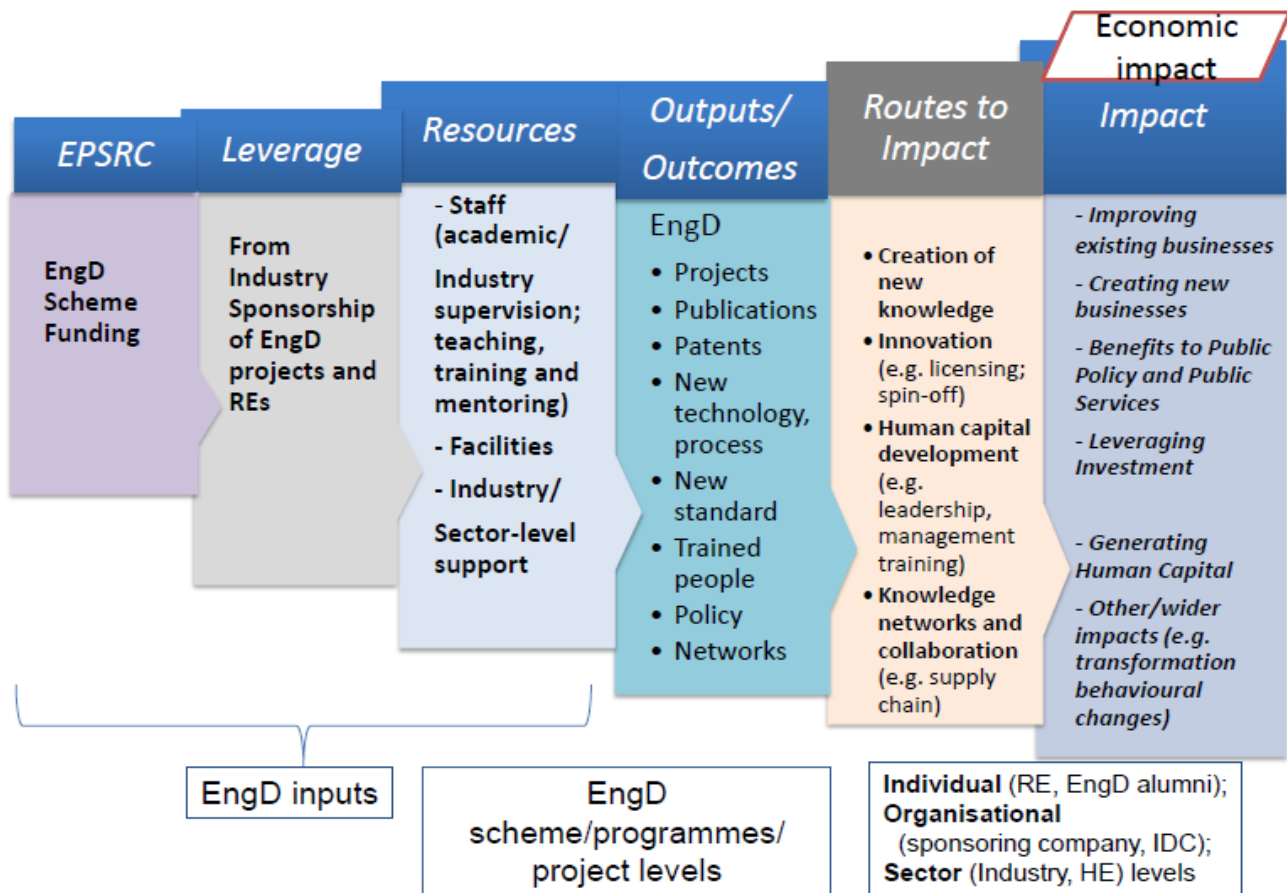 Economic
impact
EPSRC
Leverage
Resources
Outputs/
Outcomes
Routes to
Impact
Impact
EngD
Scheme
Funding
From
Industry
Sponsorship
of EngD
projects and
REs
- Staff
(academic/
Industry
supervision;
teaching,
training and
mentoring)
- Facilities
- Industry/
Sector-level
support
EngD
• Projects
• Publications
• Patents
• New
technology,
process
• New
standard
• Trained
people
• Policy
• Networks
• Creation of
new
knowledge
• Innovation
(e.g. licensing;
spin-off)
• Human capital
development
(e.g.
leadership,
management
training)
• Knowledge
networks and
collaboration
(e.g. supply
chain)
- Improving
existing businesses
- Creating new
businesses
- Benefits to Public
Policy and Public
Services
- Leveraging
Investment
- Generating
Human Capital
- Other/wider
impacts (e.g.
transformation
behavioural
changes)
EngD inputs
EngD
scheme/programmes/
project levels
Individual (RE, EngD alumni);
Organisational
(sponsoring company, IDC);
Sector (Industry, HE) levels